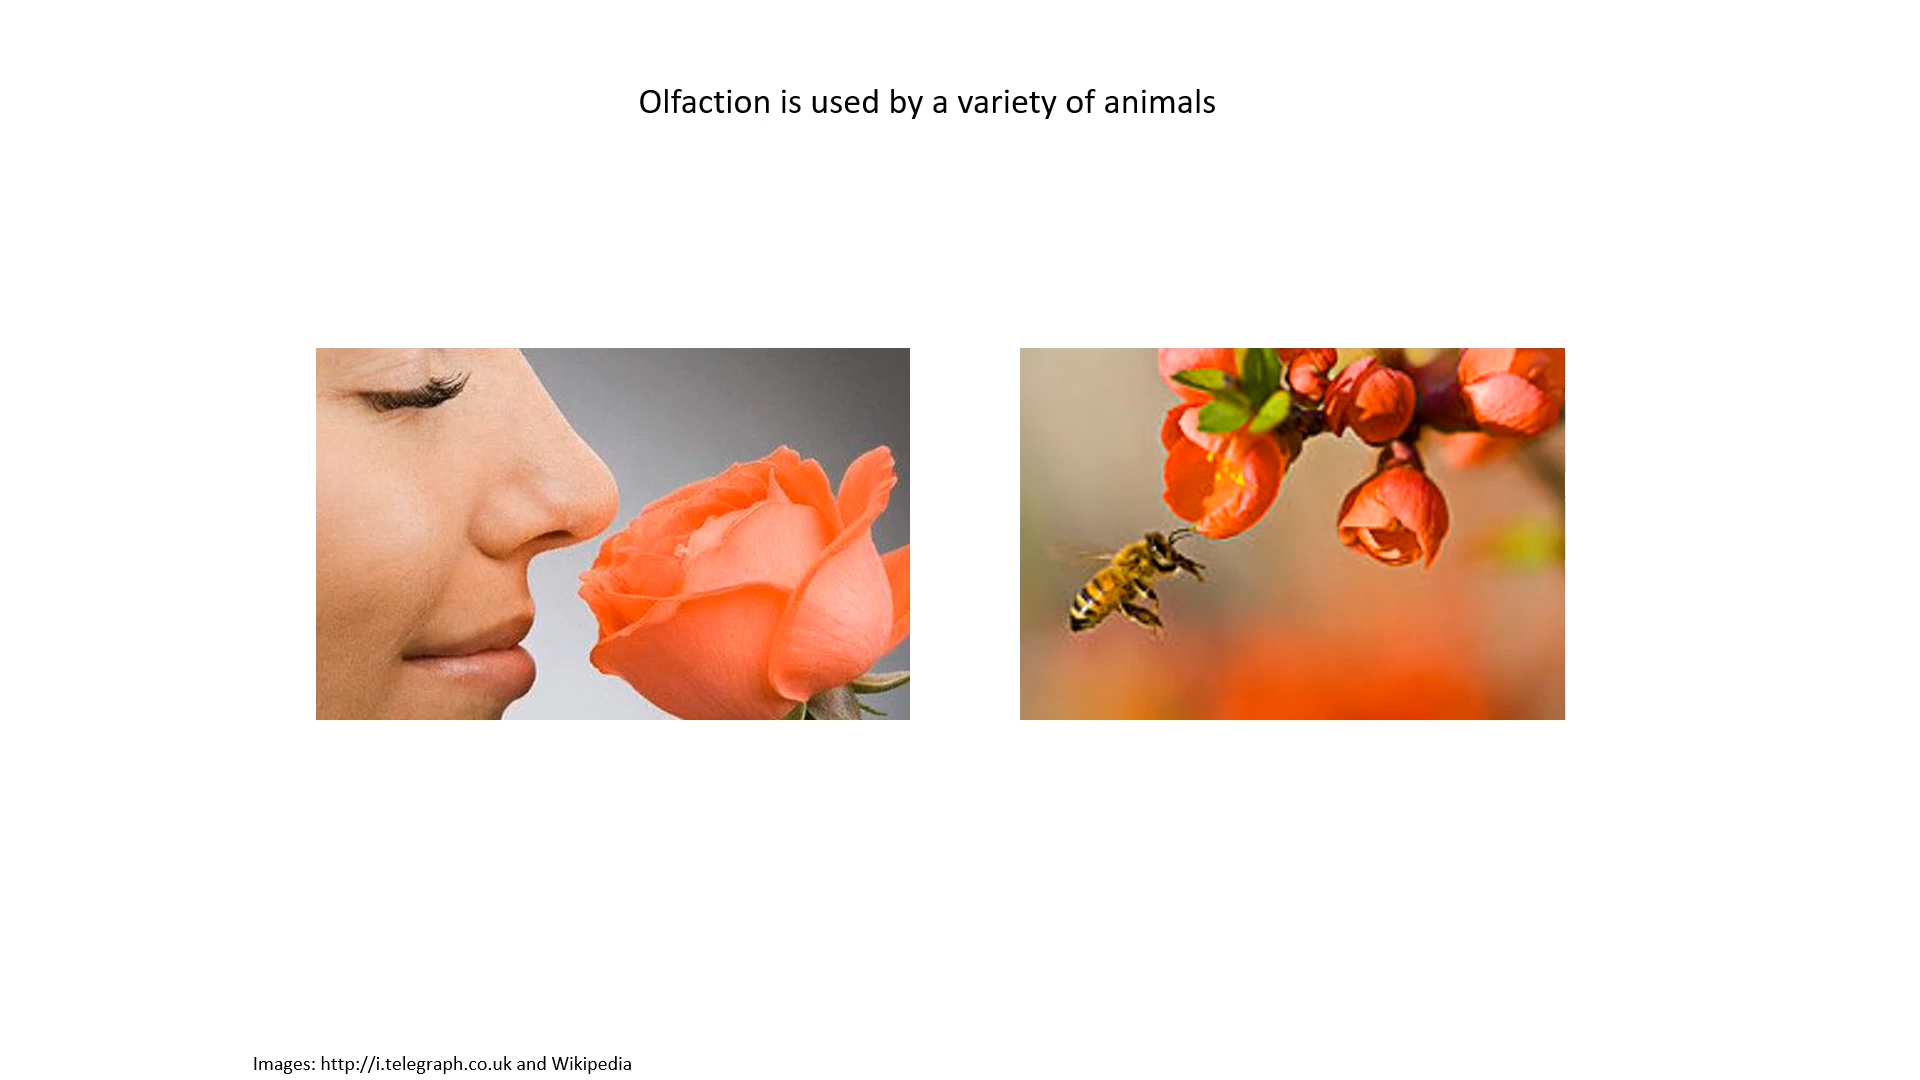 Olfaction is used by a variety of animals
Images: http://i.telegraph.co.uk and Wikipedia